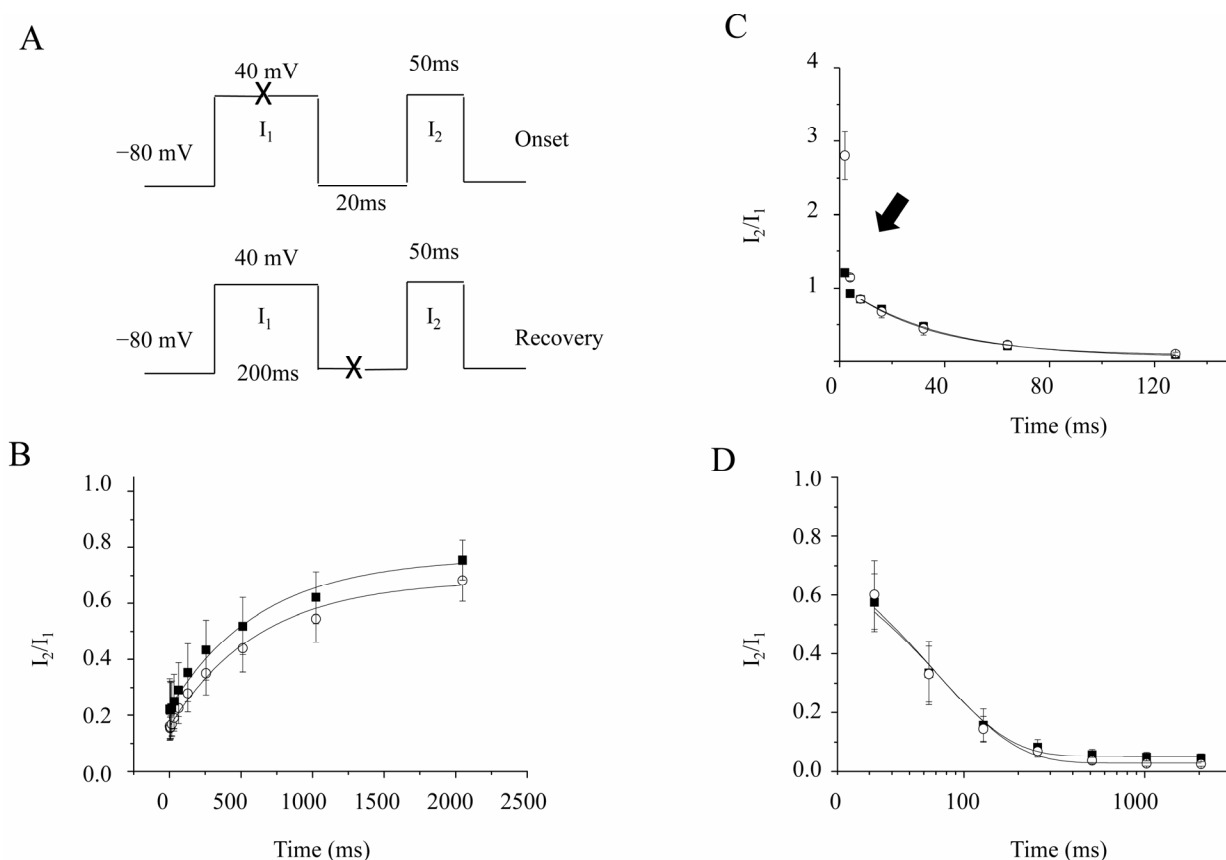 A
40 mV
50ms
X
I₁
I₂
Onset
−80 mV
20ms
40 mV
50ms
I₁
I₂
Recovery
−80 mV
200ms
X
B
1.0
0.8
0.6
0.4
0.2
0.0
I₂/I₁
0 500 1000 1500 2000 2500
Time (ms)
C
4
3
2
1
I₂/I₁
0 40 80 120
Time (ms)
D
1.0
0.8
0.6
0.4
0.2
0.0
I₂/I₁
0 100 1000
Time (ms)